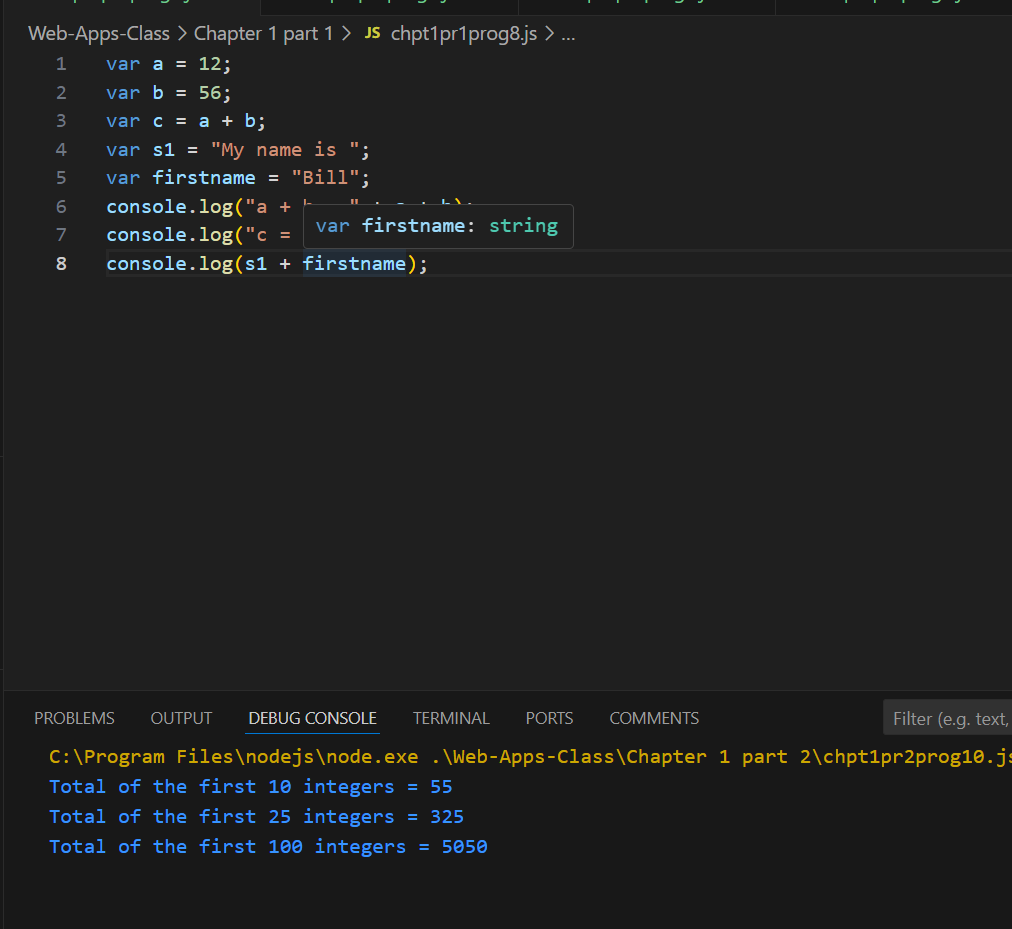 Web-Apps-Class > Chapter 1 part 1 > JS chpt1pr1prog8.js > ...
1 var a = 12;
2 var b = 56;
3 var c = a + b;
4 var s1 = "My name is ";
5 var firstname = "Bill";
6 console.log("a +
var firstname: string
7 console.log("c =
8 console.log(s1 + firstname);
PROBLEMS OUTPUT DEBUG CONSOLE TERMINAL PORTS COMMENTS Filter (e.g. text,
C:\Program Files\nodejs\node.exe .\Web-Apps-Class\Chapter 1 part 2\chpt1pr2prog10.js
Total of the first 10 integers = 55
Total of the first 25 integers = 325
Total of the first 100 integers = 5050